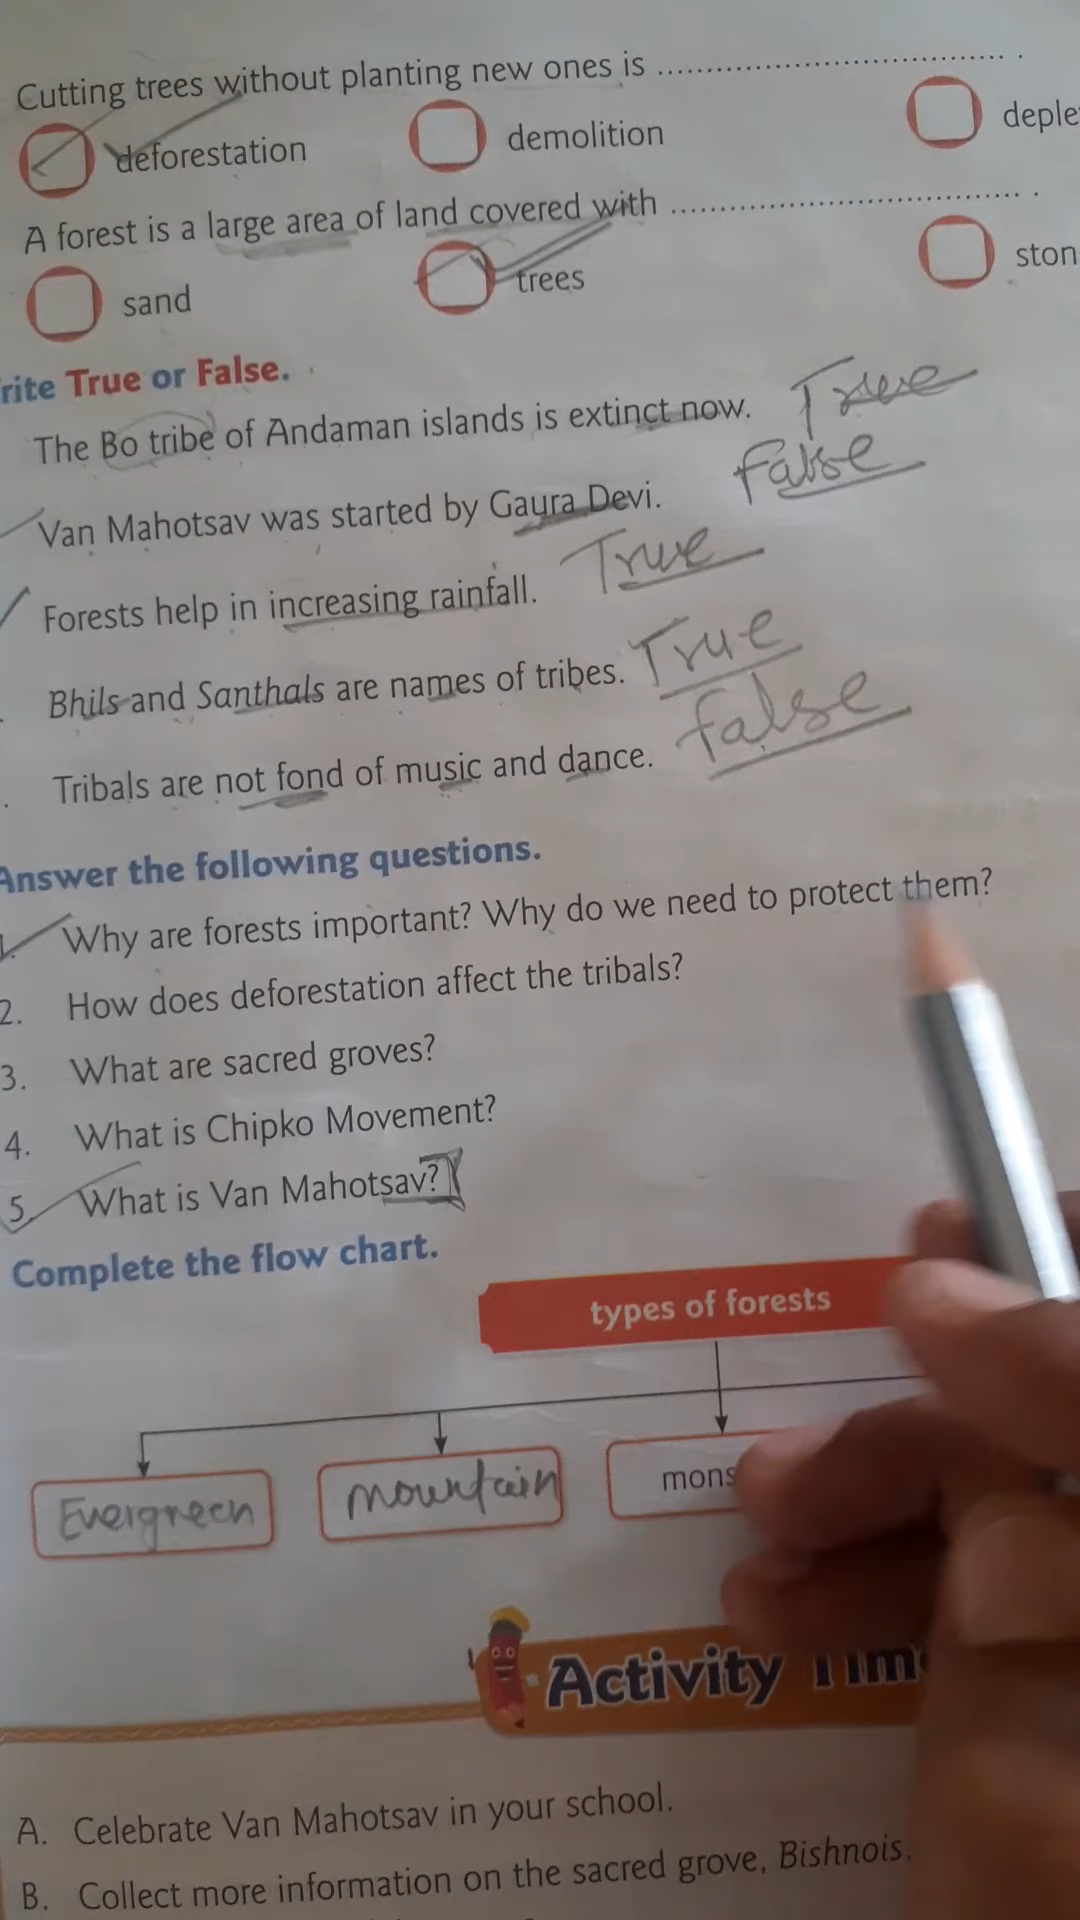 Cutting trees without planting new ones is .......................................
deforestation demolition deple
A forest is a large area of land covered with .......................................
sand trees ston
rite True or False.
The Bo tribe of Andaman islands is extinct now. True
Van Mahotsav was started by Gaura Devi. False
Forests help in increasing rainfall. True
Bhils and Santhals are names of tribes. True
Tribals are not fond of music and dance. false
Answer the following questions.
1. Why are forests important? Why do we need to protect them?
2. How does deforestation affect the tribals?
3. What are sacred groves?
4. What is Chipko Movement?
5. What is Van Mahotsav?
Complete the flow chart.
types of forests
Evergreen mountain mons
Activity Tim
A. Celebrate Van Mahotsav in your school.
B. Collect more information on the sacred grove, Bishnois.